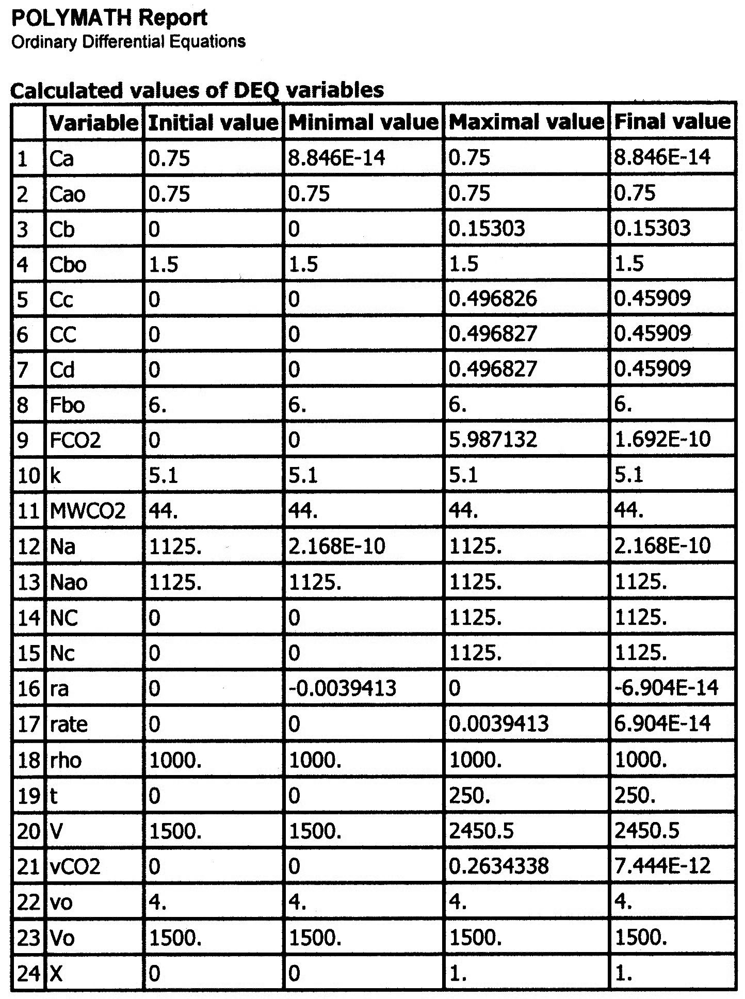 POLYMATH Report
Ordinary Differential Equations
Calculated values of DEQ variables
Variable Initial value Minimal value Maximal value Final value
1 Ca 0.75 8.846E-14 0.75 8.846E-14
2 Cao 0.75 0.75 0.75 0.75
3 Cb 0 0 0.15303 0.15303
4 Cbo 1.5 1.5 1.5 1.5
5 Cc 0 0 0.496826 0.45909
6 CC 0 0 0.496827 0.45909
7 Cd 0 0 0.496827 0.45909
8 Fbo 6. 6. 6. 6.
9 FCO2 0 0 5.987132 1.692E-10
10 k 5.1 5.1 5.1 5.1
11 MWCO2 44. 44. 44. 44.
12 Na 1125. 2.168E-10 1125. 2.168E-10
13 Nao 1125. 1125. 1125. 1125.
14 NC 0 0 1125. 1125.
15 Nc 0 0 1125. 1125.
16 ra 0 -0.0039413 0 -6.904E-14
17 rate 0 0 0.0039413 6.904E-14
18 rho 1000. 1000. 1000. 1000.
19 t 0 0 250. 250.
20 V 1500. 1500. 2450.5 2450.5
21 vCO2 0 0 0.2634338 7.444E-12
22 vo 4. 4. 4. 4.
23 Vo 1500. 1500. 1500. 1500.
24 X 0 0 1. 1.